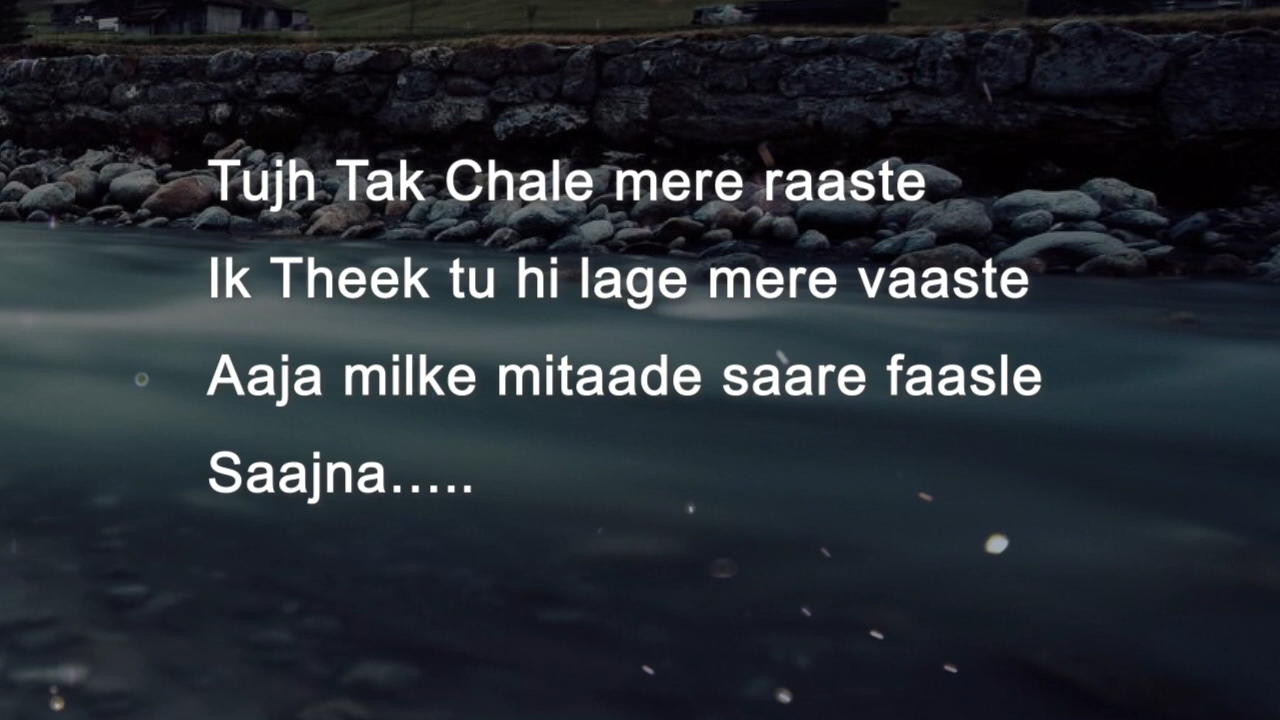 Tujh Tak Chale mere raaste
Ik Theek tu hi lage mere vaaste
Aaja milke mitaade saare faasle
Saajna.....